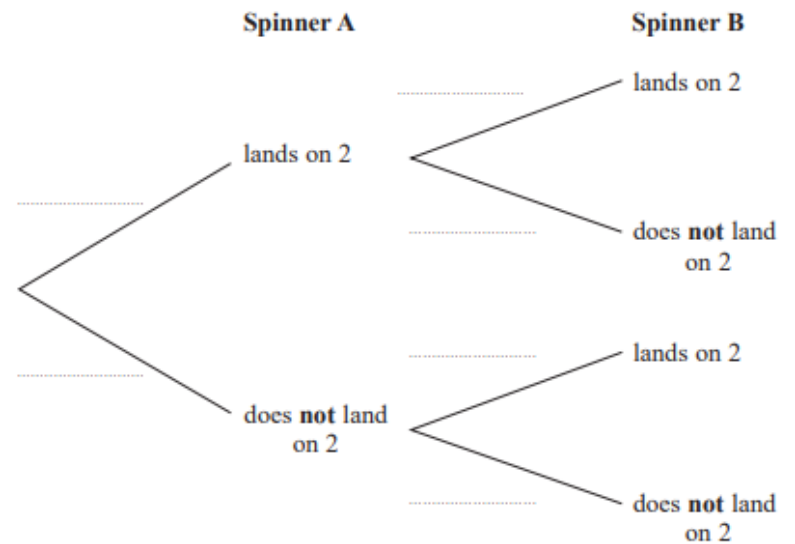 Spinner A
Spinner B
lands on 2
lands on 2
does not land
on 2
lands on 2
does not land
on 2
does not land
on 2